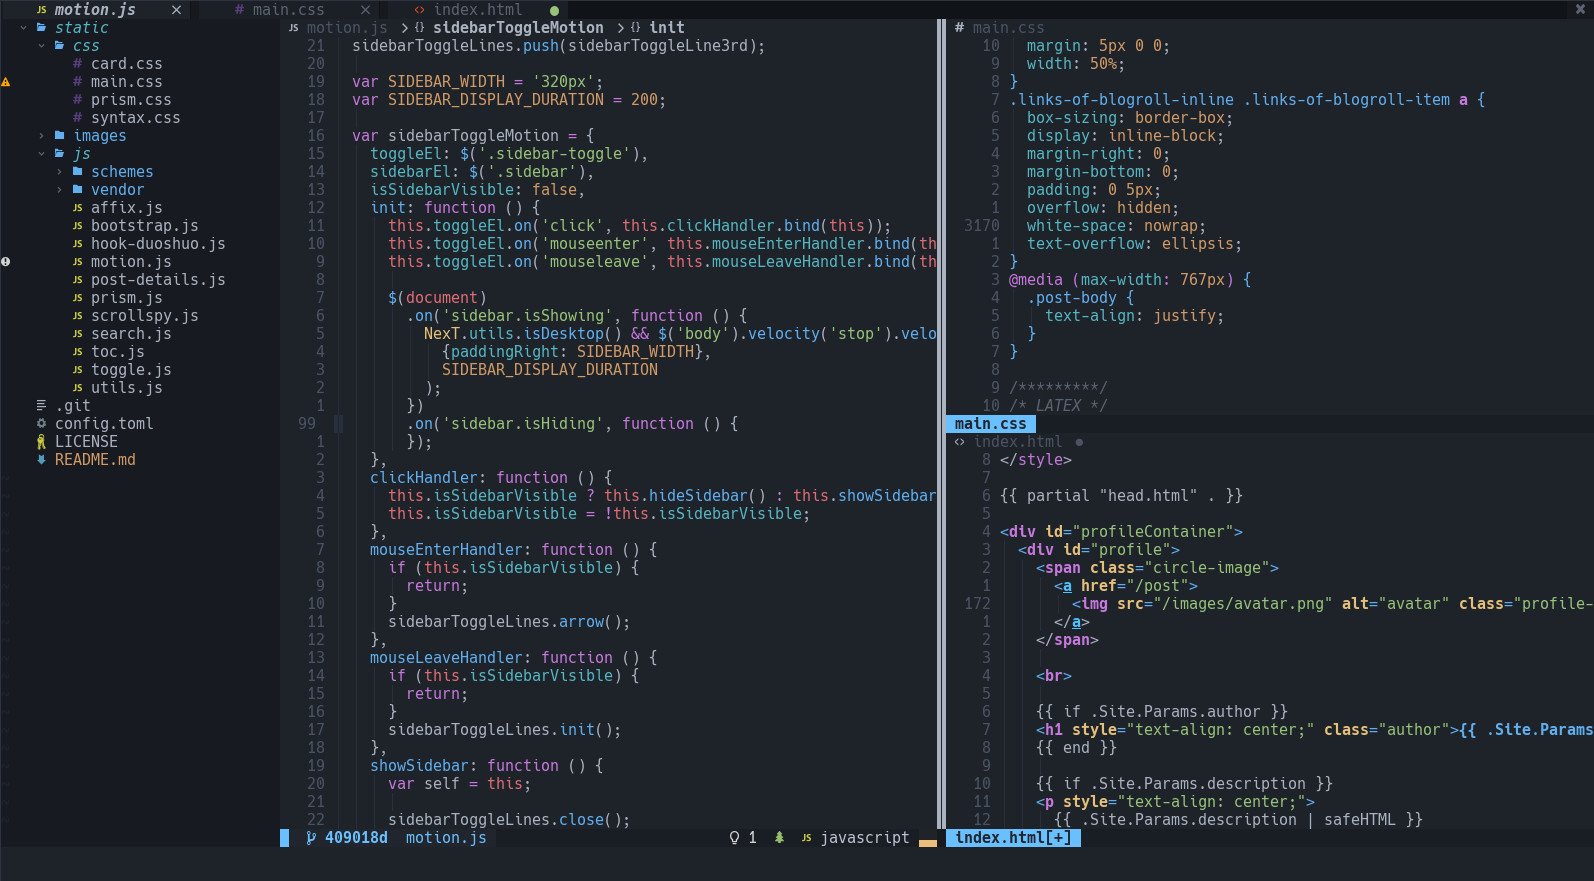 JS motion.js ✕ # main.css ✕ <> index.html ● ✖
static
css
# card.css
# main.css
# prism.css
# syntax.css
images
js
schemes
vendor
JS affix.js
JS bootstrap.js
JS hook-duoshuo.js
JS motion.js
JS post-details.js
JS prism.js
JS scrollspy.js
JS search.js
JS toc.js
JS toggle.js
JS utils.js
.git
config.toml
LICENSE
README.md
JS motion.js > {} sidebarToggleMotion > {} init
21 sidebarToggleLines.push(sidebarToggleLine3rd);
20
19 var SIDEBAR_WIDTH = '320px';
18 var SIDEBAR_DISPLAY_DURATION = 200;
17
16 var sidebarToggleMotion = {
15 toggleEl: $('.sidebar-toggle'),
14 sidebarEl: $('.sidebar'),
13 isSidebarVisible: false,
12 init: function () {
11 this.toggleEl.on('click', this.clickHandler.bind(this));
10 this.toggleEl.on('mouseenter', this.mouseEnterHandler.bind(th
9 this.toggleEl.on('mouseleave', this.mouseLeaveHandler.bind(th
8
7 $(document)
6 .on('sidebar.isShowing', function () {
5 NexT.utils.isDesktop() && $('body').velocity('stop').velo
4 {paddingRight: SIDEBAR_WIDTH},
3 SIDEBAR_DISPLAY_DURATION
2 );
1 })
99 .on('sidebar.isHiding', function () {
1 });
2 },
3 clickHandler: function () {
4 this.isSidebarVisible ? this.hideSidebar() : this.showSidebar
5 this.isSidebarVisible = !this.isSidebarVisible;
6 },
7 mouseEnterHandler: function () {
8 if (this.isSidebarVisible) {
9 return;
10 }
11 sidebarToggleLines.arrow();
12 },
13 mouseLeaveHandler: function () {
14 if (this.isSidebarVisible) {
15 return;
16 }
17 sidebarToggleLines.init();
18 },
19 showSidebar: function () {
20 var self = this;
21
22 sidebarToggleLines.close();
409018d motion.js 1 JS javascript
# main.css
10 margin: 5px 0 0;
9 width: 50%;
8 }
7 .links-of-blogroll-inline .links-of-blogroll-item a {
6 box-sizing: border-box;
5 display: inline-block;
4 margin-right: 0;
3 margin-bottom: 0;
2 padding: 0 5px;
1 overflow: hidden;
3170 white-space: nowrap;
1 text-overflow: ellipsis;
2 }
3 @media (max-width: 767px) {
4 .post-body {
5 text-align: justify;
6 }
7 }
8
9 /*********/
10 /* LATEX */
main.css
<> index.html ●
8 </style>
7
6 {{ partial "head.html" . }}
5
4 <div id="profileContainer">
3 <div id="profile">
2 <span class="circle-image">
1 <a href="/post">
172 <img src="/images/avatar.png" alt="avatar" class="profile-
1 </a>
2 </span>
3
4 <br>
5
6 {{ if .Site.Params.author }}
7 <h1 style="text-align: center;" class="author">{{ .Site.Params
8 {{ end }}
9
10 {{ if .Site.Params.description }}
11 <p style="text-align: center;">
12 {{ .Site.Params.description | safeHTML }}
index.html[+]